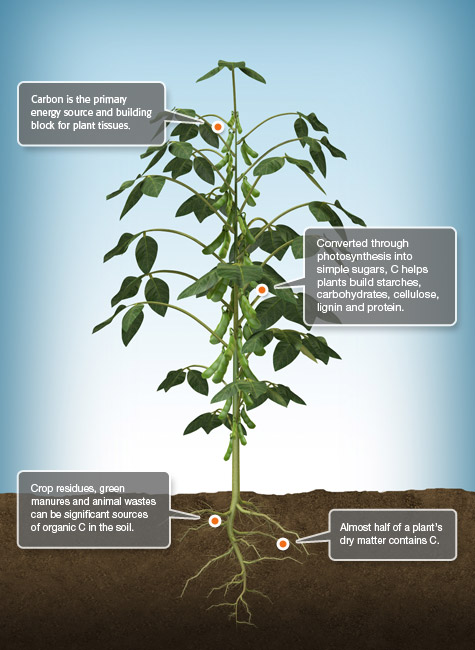 Carbon is the primary
energy source and building
block for plant tissues.
Converted through
photosynthesis into
simple sugars, C helps
plants build starches,
carbohydrates, cellulose,
lignin and protein.
Crop residues, green
manures and animal wastes
can be significant sources
of organic C in the soil.
Almost half of a plant's
dry matter contains C.